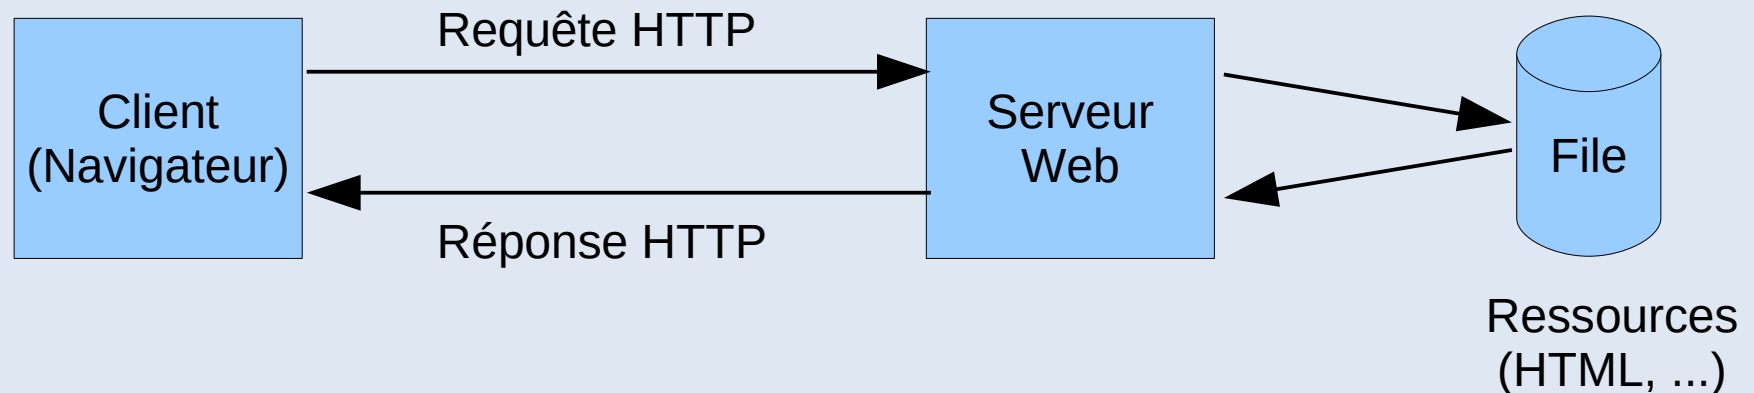 Requête HTTP
Client
(Navigateur)
Serveur
Web
File
Réponse HTTP
Ressources
(HTML, ...)